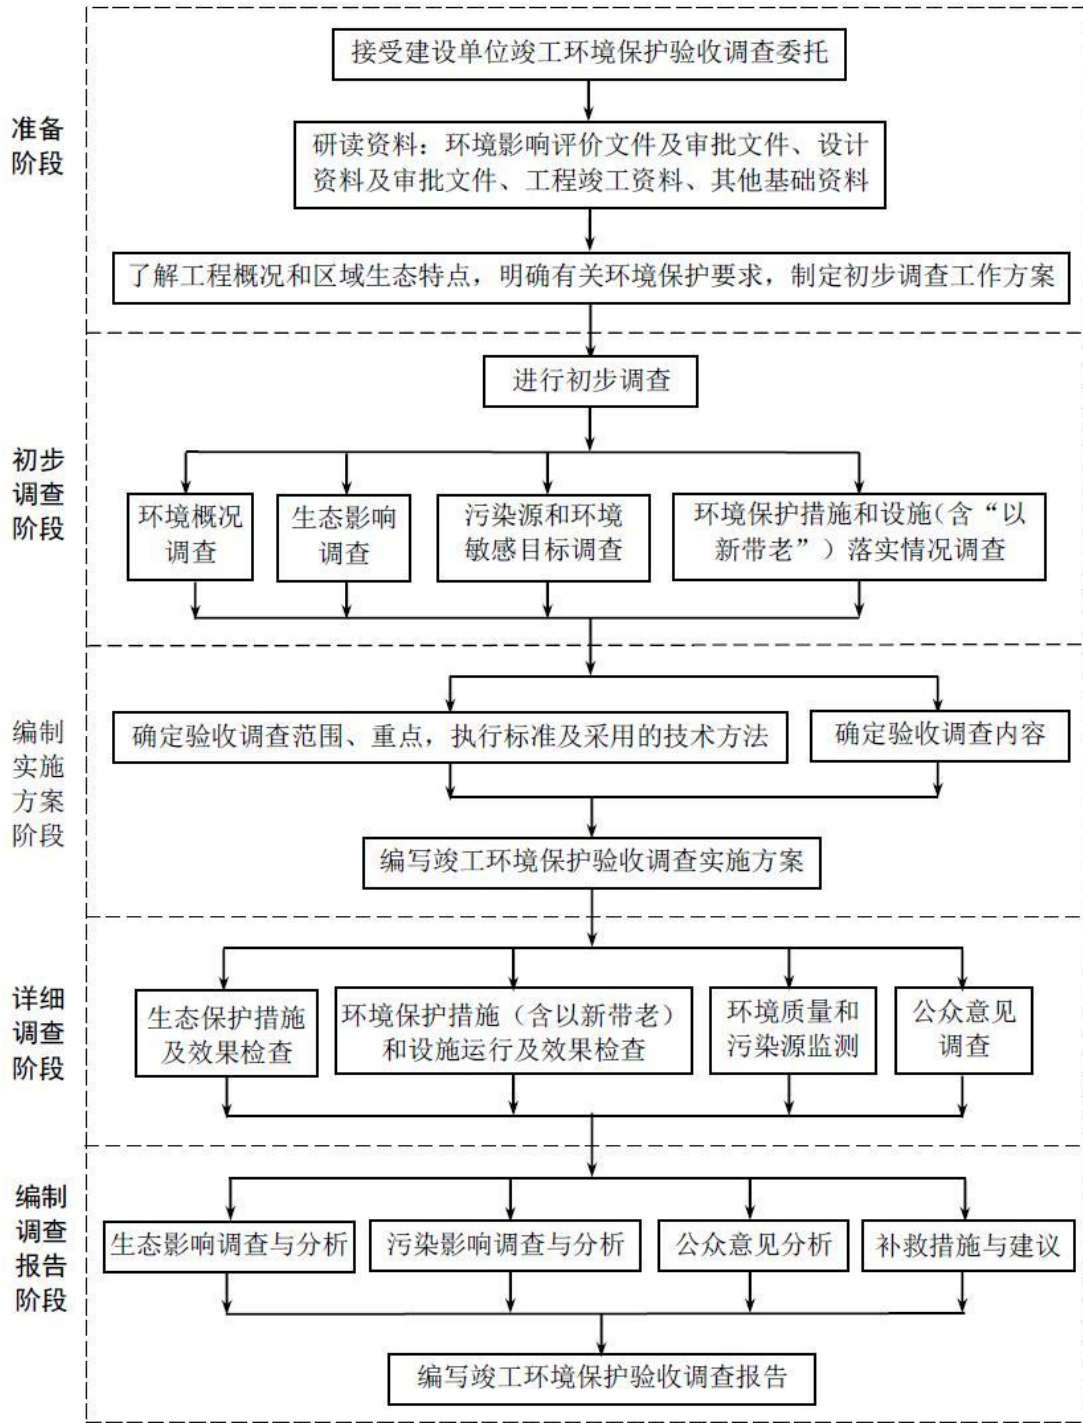 接受建设单位竣工环境保护验收调查委托
准备
阶段
研读资料：环境影响评价文件及审批文件、设计
资料及审批文件、工程竣工资料、其他基础资料
了解工程概况和区域生态特点，明确有关环境保护要求，制定初步调查工作方案
进行初步调查
初步
调查
阶段
环境概况
调查
生态影响
调查
污染源和环境
敏感目标调查
环境保护措施和设施(含“以
新带老”）落实情况调查
编制
实施
方案
阶段
确定验收调查范围、重点，执行标准及采用的技术方法
确定验收调查内容
编写竣工环境保护验收调查实施方案
详细
调查
阶段
生态保护措施
及效果检查
环境保护措施（含以新带老）
和设施运行及效果检查
环境质量和
污染源监测
公众意见
调查
编制
调查
报告
阶段
生态影响调查与分析
污染影响调查与分析
公众意见分析
补救措施与建议
编写竣工环境保护验收调查报告